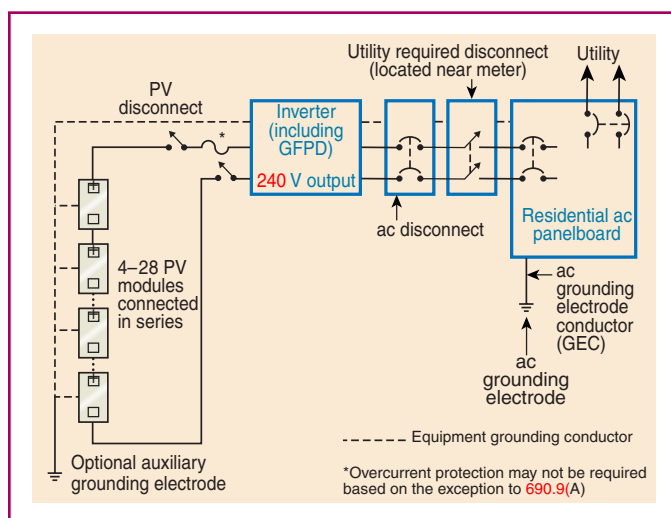 Utility required disconnect
(located near meter)
Utility
PV
disconnect
*
Inverter
(including
GFPD)
240 V output
ac disconnect
Residential ac
panelboard
4–28 PV
modules
connected
in series
ac
grounding
electrode
conductor
(GEC)
ac
grounding
electrode
Optional auxiliary
grounding electrode
Equipment grounding conductor
*Overcurrent protection may not be required
based on the exception to 690.9(A)